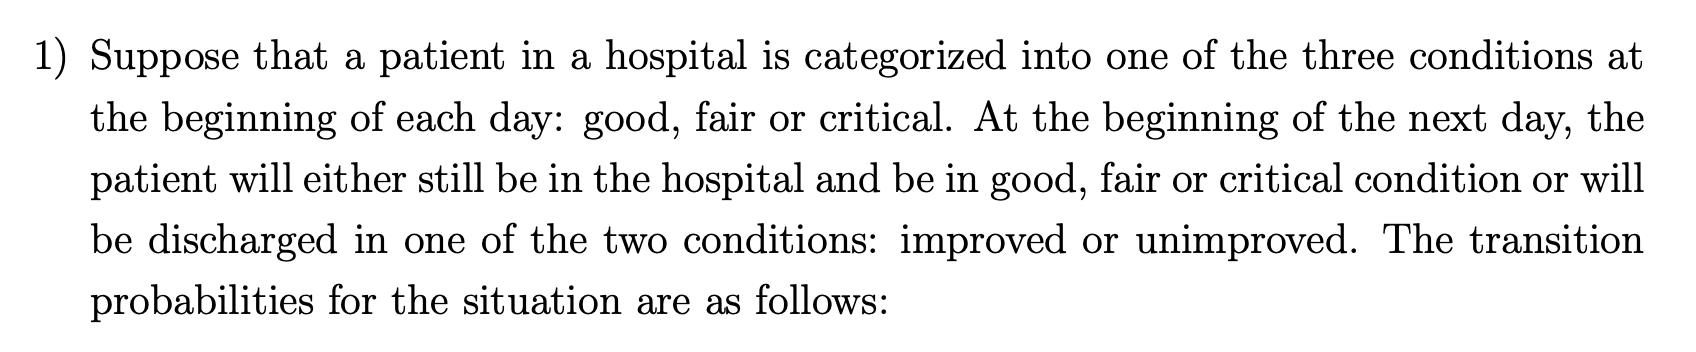 1) Suppose that a patient in a hospital is categorized into one of the three conditions at
the beginning of each day: good, fair or critical. At the beginning of the next day, the
patient will either still be in the hospital and be in good, fair or critical condition or will
be discharged in one of the two conditions: improved or unimproved. The transition
probabilities for the situation are as follows: